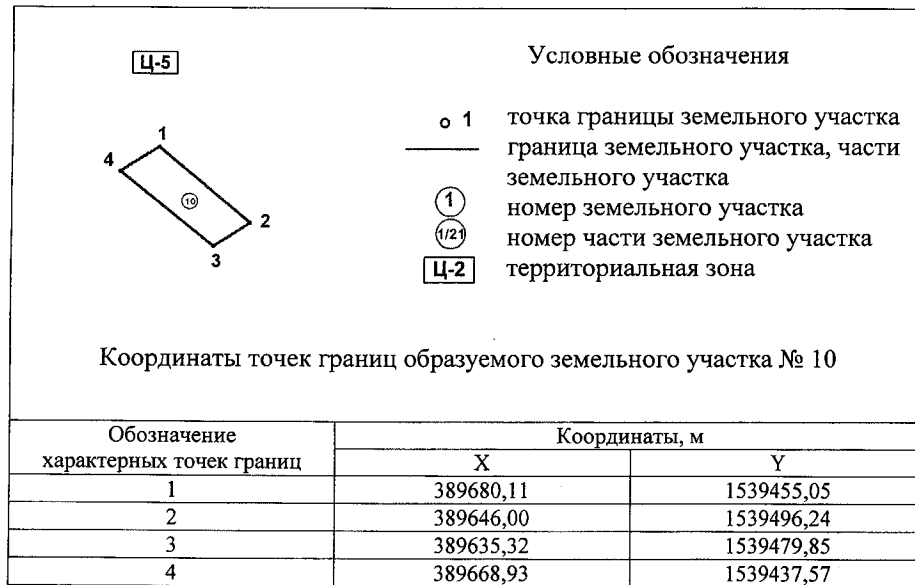 Ц-5
Условные обозначения
1
4
10
2
3
1 точка границы земельного участка
граница земельного участка, части
земельного участка
1 номер земельного участка
1/21 номер части земельного участка
Ц-2 территориальная зона
Координаты точек границ образуемого земельного участка № 10
Обозначение характерных точек границ
Координаты, м
X Y
1 389680,11 1539455,05
2 389646,00 1539496,24
3 389635,32 1539479,85
4 389668,93 1539437,57